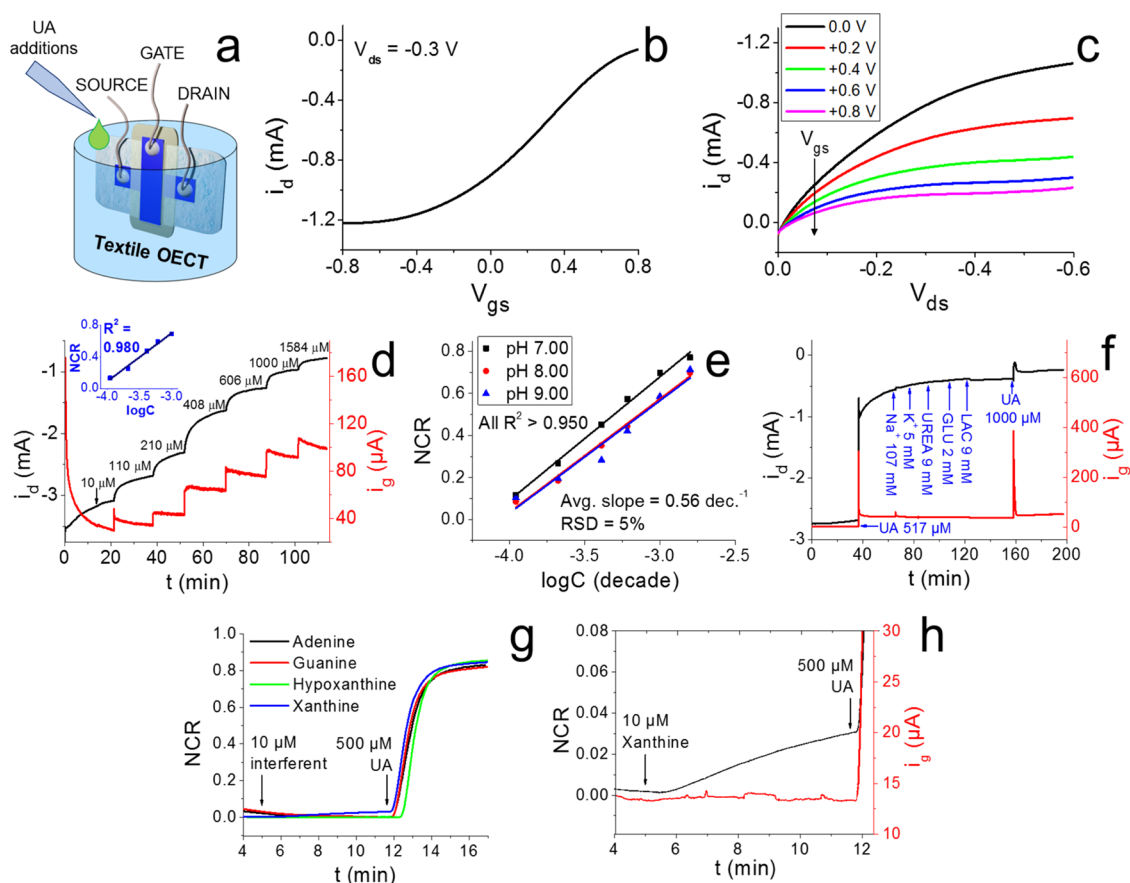 UA
additions
a
GATE
SOURCE
DRAIN
Textile OECT
b
V_ds = -0.3 V
0.0
-0.4
-0.8
-1.2
i_d (mA)
-0.8 -0.4 0.0 0.4 0.8
V_gs
c
0.0 V
+0.2 V
+0.4 V
+0.6 V
+0.8 V
V_gs
-1.2
-0.8
-0.4
0.0
i_d (mA)
0.0 -0.2 -0.4 -0.6
V_ds
d
R² =
0.980
0.8
0.4
0.0
NCR
-4.0 -3.5 -3.0
logC
10 µM
110 µM
210 µM
408 µM
606 µM
1000 µM
1584 µM
-1
-2
-3
i_d (mA)
160
120
80
40
i_g (µA)
0 20 40 60 80 100
t (min)
e
pH 7.00
pH 8.00
pH 9.00
All R² > 0.950
Avg. slope = 0.56 dec.⁻¹
RSD = 5%
0.8
0.6
0.4
0.2
0.0
NCR
-4.0 -3.5 -3.0 -2.5
logC (decade)
f
Na⁺ 107 mM
K⁺ 5 mM
UREA 9 mM
GLU 2 mM
LAC 9 mM
UA
1000 µM
UA 517 µM
0
-1
-2
-3
i_d (mA)
600
400
200
0
i_g (µA)
0 40 80 120 160 200
t (min)
g
Adenine
Guanine
Hypoxanthine
Xanthine
10 µM
interferent
500 µM
UA
1.0
0.8
0.6
0.4
0.2
0.0
NCR
4 6 8 10 12 14 16
t (min)
h
10 µM
Xanthine
500 µM
UA
0.08
0.06
0.04
0.02
0.00
NCR
30
25
20
15
10
i_g (µA)
4 6 8 10 12
t (min)